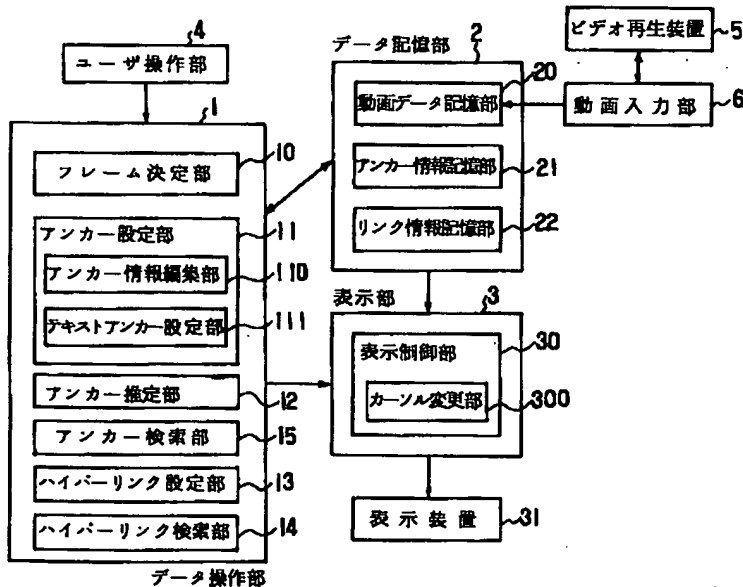 4
ユーザ操作部
1
10
フレーム決定部
アンカー設定部
11
アンカー情報編集部
110
テキストアンカー設定部
111
アンカー推定部
12
アンカー検索部
15
ハイパーリンク設定部
13
ハイパーリンク検索部
14
データ操作部
データ記憶部
2
20
動画データ記憶部
アンカー情報記憶部
21
リンク情報記憶部
22
表示部
3
表示制御部
30
カーソル変更部
300
表示装置
31
ビデオ再生装置
5
動画入力部
6